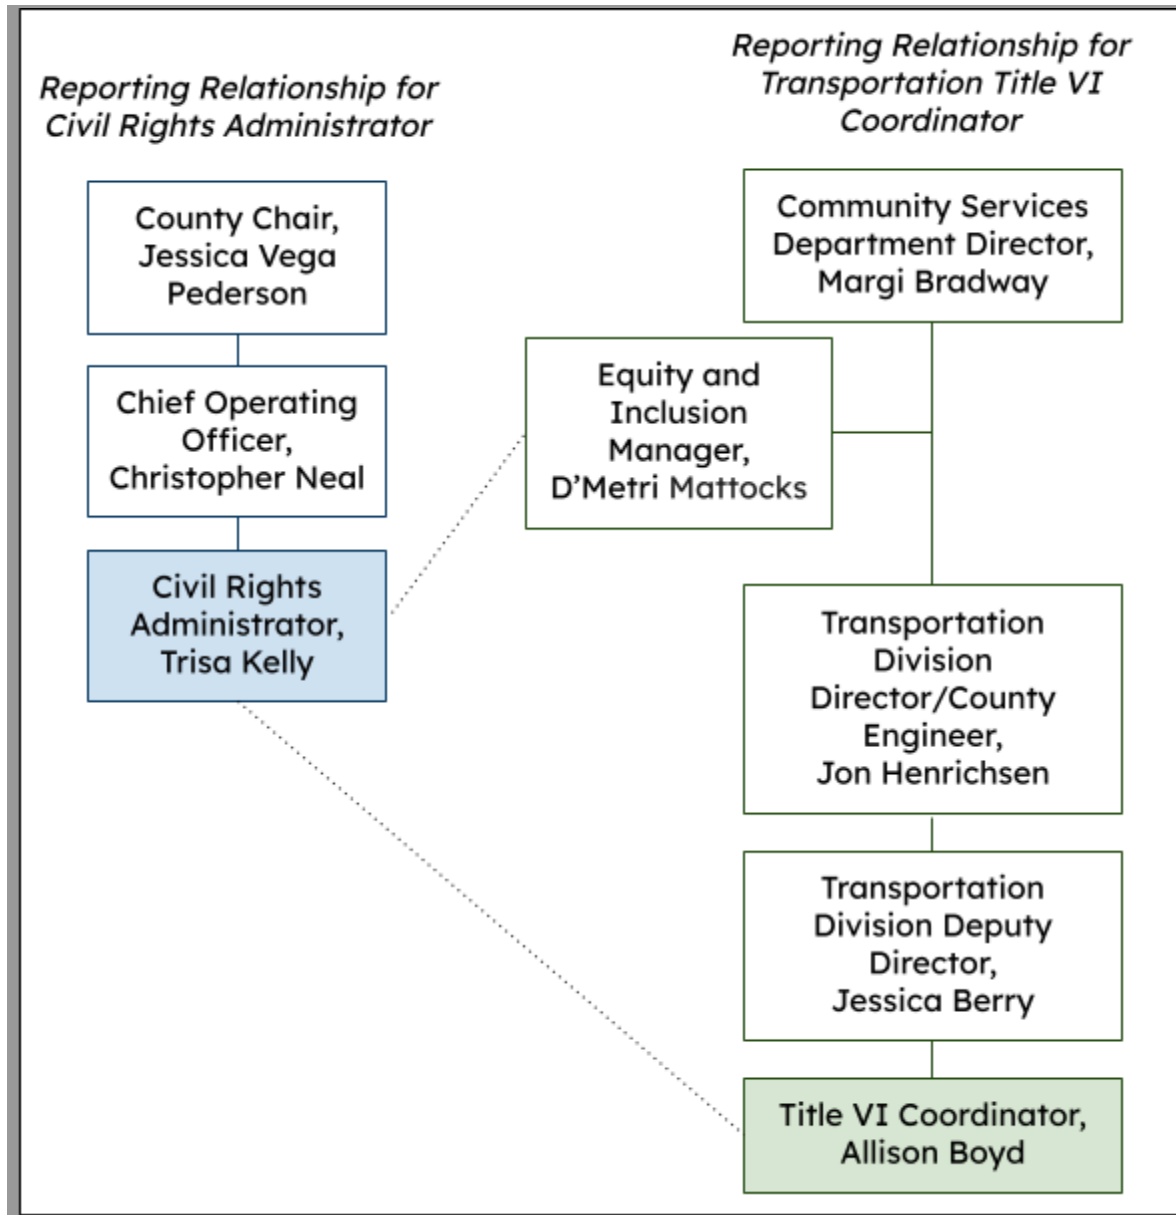 Reporting Relationship for
Civil Rights Administrator
County Chair,
Jessica Vega
Pederson
Chief Operating
Officer,
Christopher Neal
Civil Rights
Administrator,
Trisa Kelly
Reporting Relationship for
Transportation Title VI
Coordinator
Community Services
Department Director,
Margi Bradway
Equity and
Inclusion
Manager,
D’Metri Mattocks
Transportation
Division
Director/County
Engineer,
Jon Henrichsen
Transportation
Division Deputy
Director,
Jessica Berry
Title VI Coordinator,
Allison Boyd